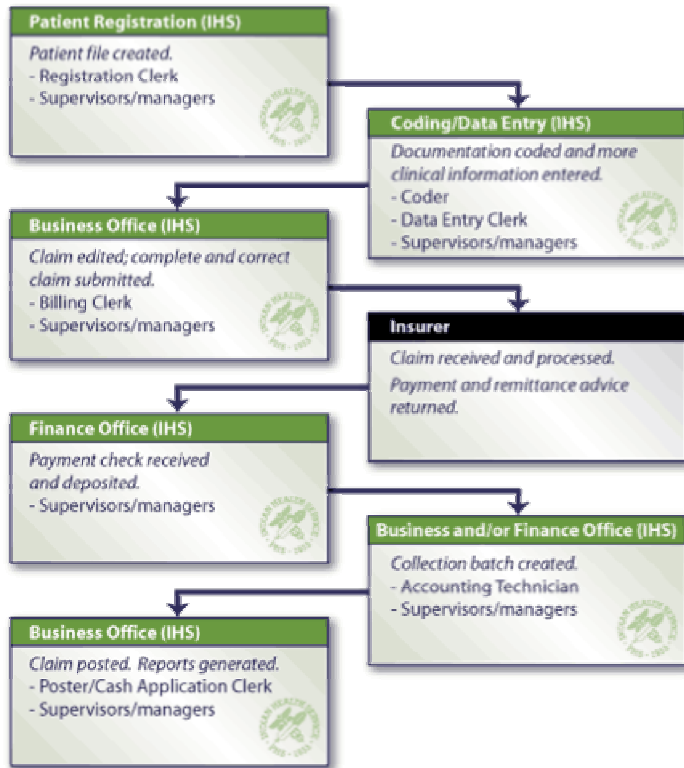 Patient Registration (IHS)
Patient file created.
- Registration Clerk
- Supervisors/managers
Coding/Data Entry (IHS)
Documentation coded and more
clinical information entered.
- Coder
- Data Entry Clerk
- Supervisors/managers
Business Office (IHS)
Claim edited; complete and correct
claim submitted.
- Billing Clerk
- Supervisors/managers
Insurer
Claim received and processed.
Payment and remittance advice
returned.
Finance Office (IHS)
Payment check received
and deposited.
- Supervisors/managers
Business and/or Finance Office (IHS)
Collection batch created.
- Accounting Technician
- Supervisors/managers
Business Office (IHS)
Claim posted. Reports generated.
- Poster/Cash Application Clerk
- Supervisors/managers